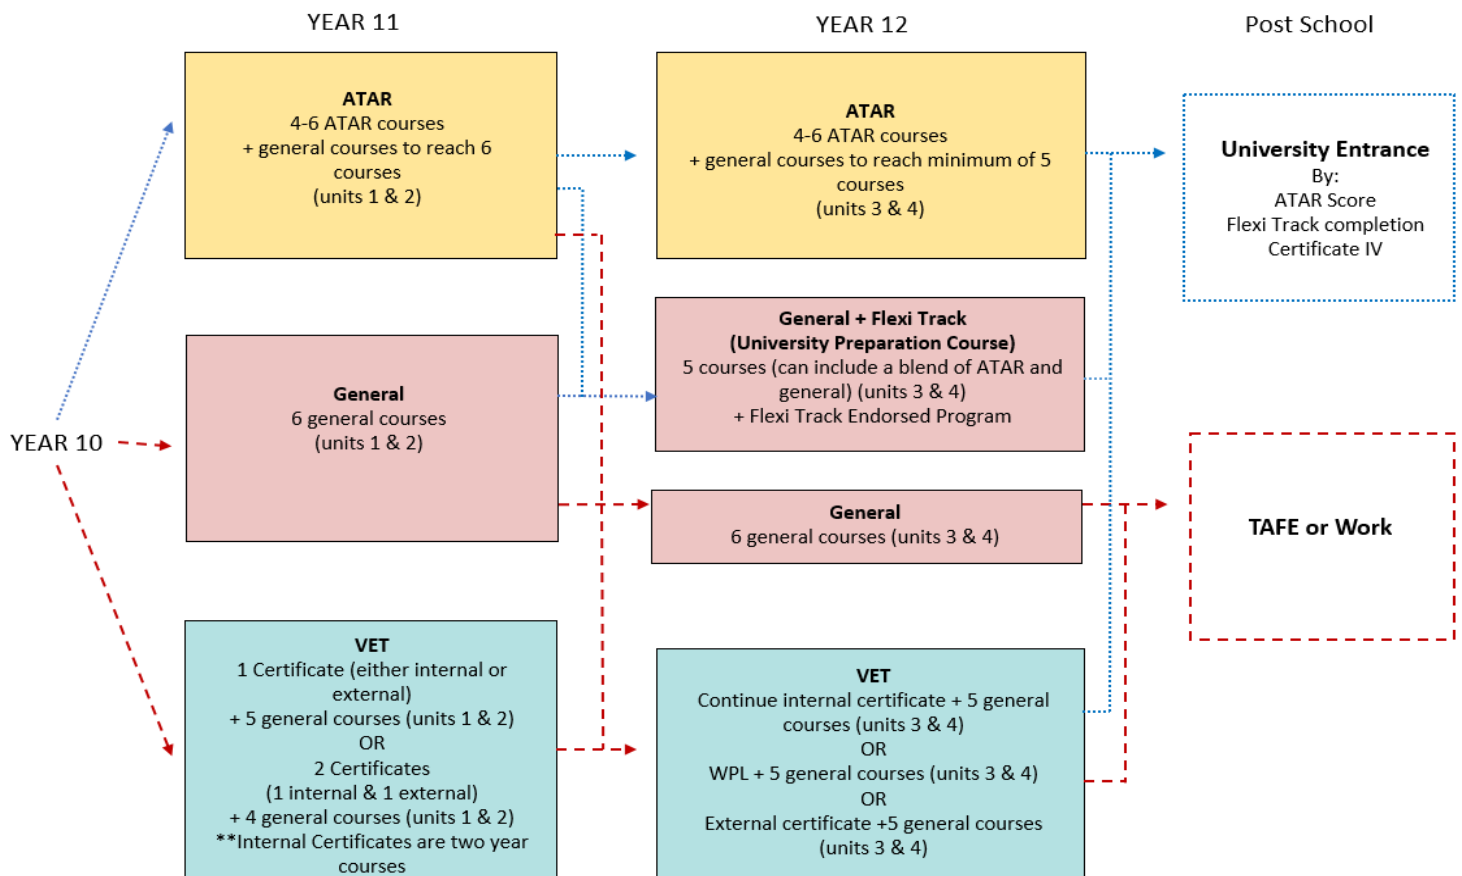 YEAR 11
YEAR 12
Post School
ATAR
4-6 ATAR courses
+ general courses to reach 6
courses
(units 1 & 2)
ATAR
4-6 ATAR courses
+ general courses to reach minimum of 5
courses
(units 3 & 4)
University Entrance
By:
ATAR Score
Flexi Track completion
Certificate IV
YEAR 10
General
6 general courses
(units 1 & 2)
General + Flexi Track
(University Preparation Course)
5 courses (can include a blend of ATAR and
general) (units 3 & 4)
+ Flexi Track Endorsed Program
General
6 general courses (units 3 & 4)
TAFE or Work
VET
1 Certificate (either internal or
external)
+ 5 general courses (units 1 & 2)
OR
2 Certificates
(1 internal & 1 external)
+ 4 general courses (units 1 & 2)
**Internal Certificates are two year
courses
VET
Continue internal certificate + 5 general
courses (units 3 & 4)
OR
WPL + 5 general courses (units 3 & 4)
OR
External certificate +5 general courses
(units 3 & 4)